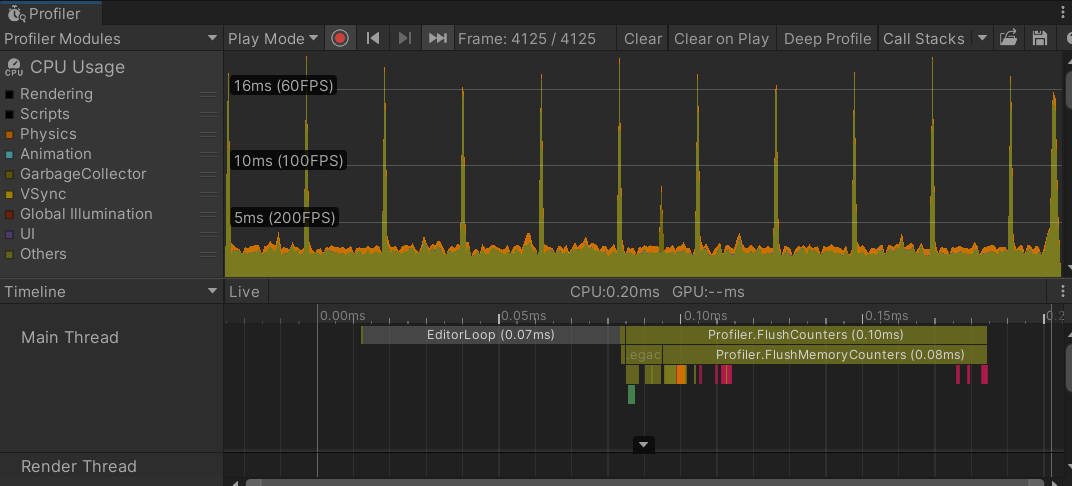 Profiler
Profiler Modules Play Mode Frame: 4125 / 4125 Clear Clear on Play Deep Profile Call Stacks
CPU CPU Usage
Rendering
Scripts
Physics
Animation
GarbageCollector
VSync
Global Illumination
UI
Others
16ms (60FPS)
10ms (100FPS)
5ms (200FPS)
Timeline Live CPU:0.20ms GPU:--ms
0.00ms 0.05ms 0.10ms 0.15ms 0.2
Main Thread
EditorLoop (0.07ms) Profiler.FlushCounters (0.10ms)
Legac Profiler.FlushMemoryCounters (0.08ms)
Render Thread